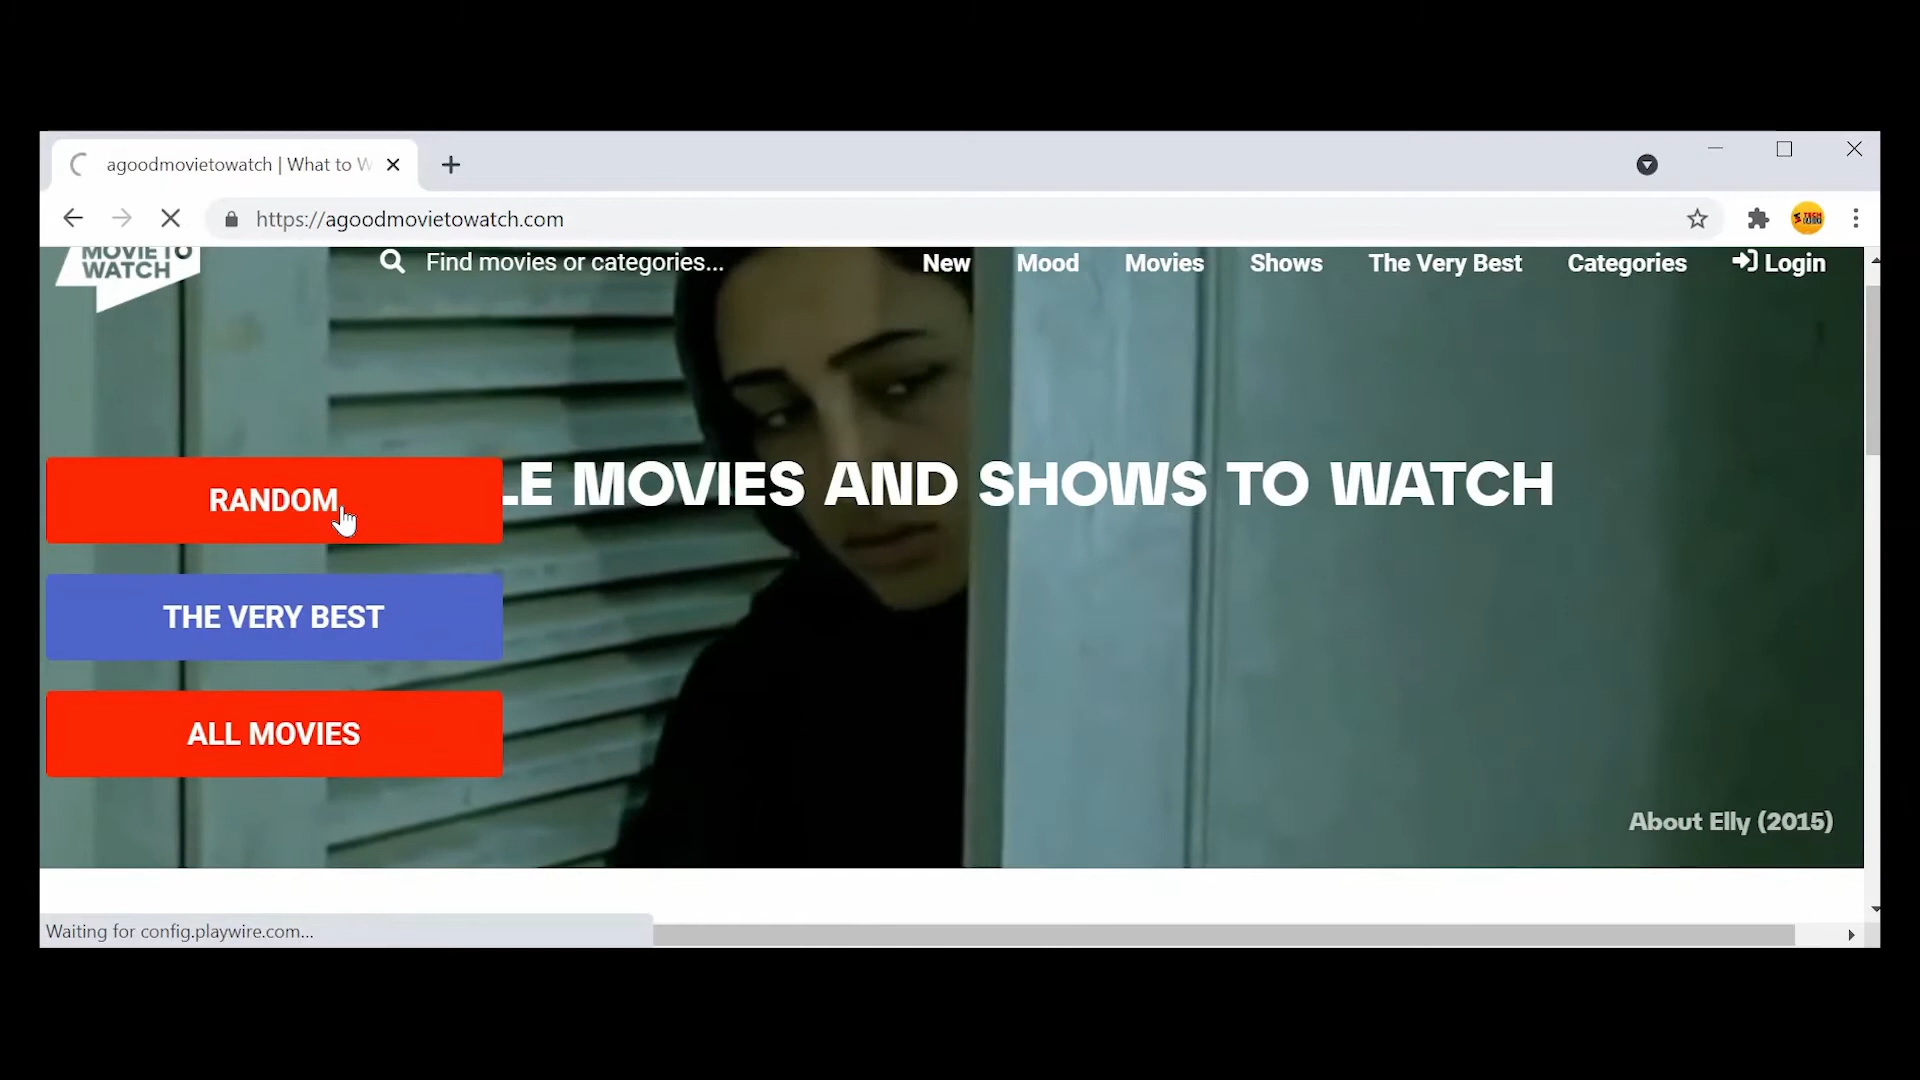 agoodmovietowatch | What to W
https://agoodmovietowatch.com
MOVIE TO
WATCH
Find movies or categories...
New
Mood
Movies
Shows
The Very Best
Categories
Login
RANDOM
LE MOVIES AND SHOWS TO WATCH
THE VERY BEST
ALL MOVIES
About Elly (2015)
Waiting for config.playwire.com...